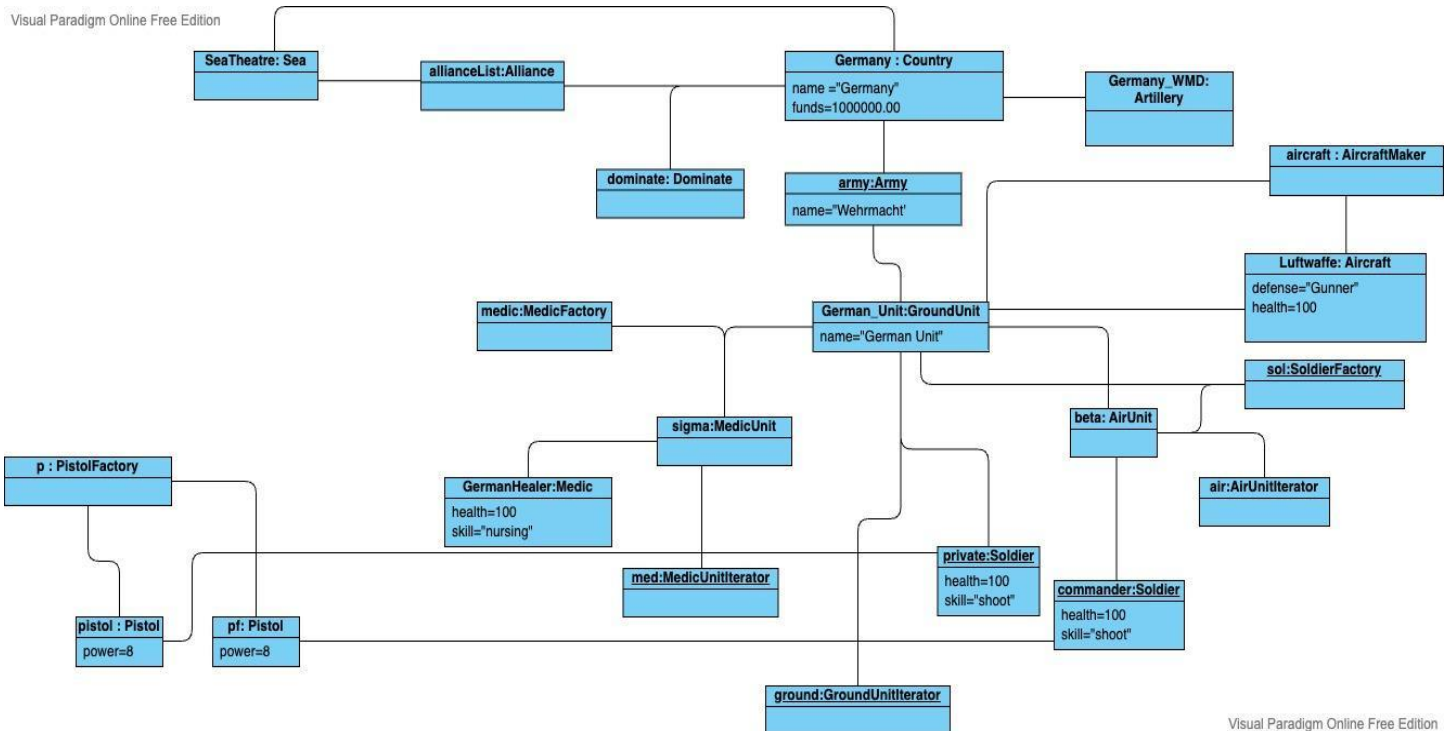 Visual Paradigm Online Free Edition
SeaTheatre: Sea
allianceList:Alliance
Germany : Country
name ="Germany"
funds=1000000.00
Germany_WMD:
Artillery
dominate: Dominate
army:Army
name="Wehrmacht'
aircraft : AircraftMaker
Luftwaffe: Aircraft
defense="Gunner"
health=100
medic:MedicFactory
German_Unit:GroundUnit
name="German Unit"
sol:SoldierFactory
sigma:MedicUnit
beta: AirUnit
p : PistolFactory
GermanHealer:Medic
health=100
skill="nursing"
air:AirUnitIterator
med:MedicUnitIterator
private:Soldier
health=100
skill="shoot"
commander:Soldier
health=100
skill="shoot"
pistol : Pistol
power=8
pf: Pistol
power=8
ground:GroundUnitIterator
Visual Paradigm Online Free Edition